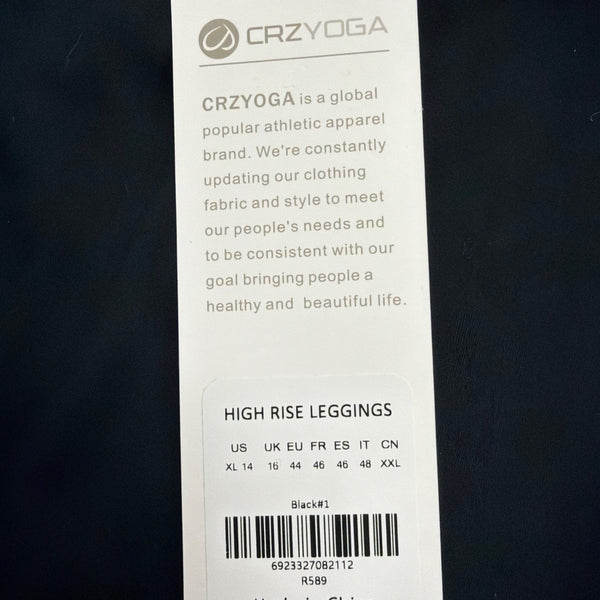 CRZYOGA
CRZYOGA is a global
popular athletic apparel
brand. We're constantly
updating our clothing
fabric and style to meet
our people's needs and
to be consistent with our
goal bringing people a
healthy and beautiful life.
HIGH RISE LEGGINGS
US UK EU FR ES IT CN
XL 14 16 44 46 46 48 XXL
Black#1
6923327082112
R589